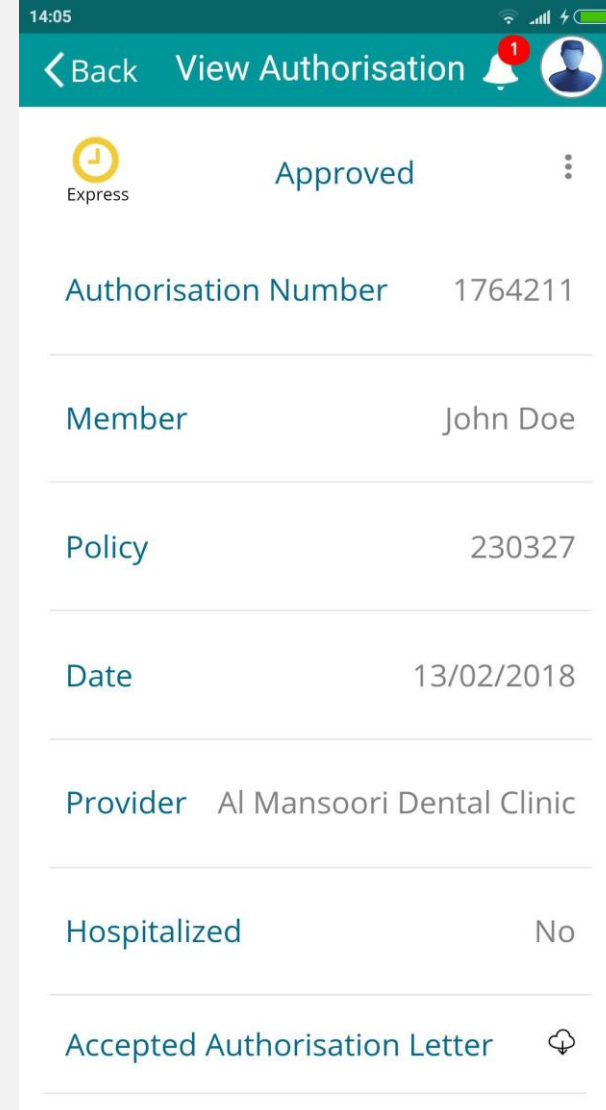 14:05
Back View Authorisation 1
Express Approved
Authorisation Number 1764211
Member John Doe
Policy 230327
Date 13/02/2018
Provider Al Mansoori Dental Clinic
Hospitalized No
Accepted Authorisation Letter